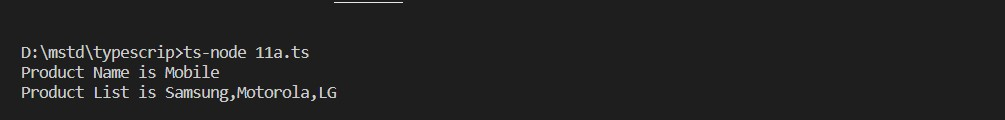 D:\mstd\typescrip>ts-node 11a.ts
Product Name is Mobile
Product List is Samsung,Motorola,LG